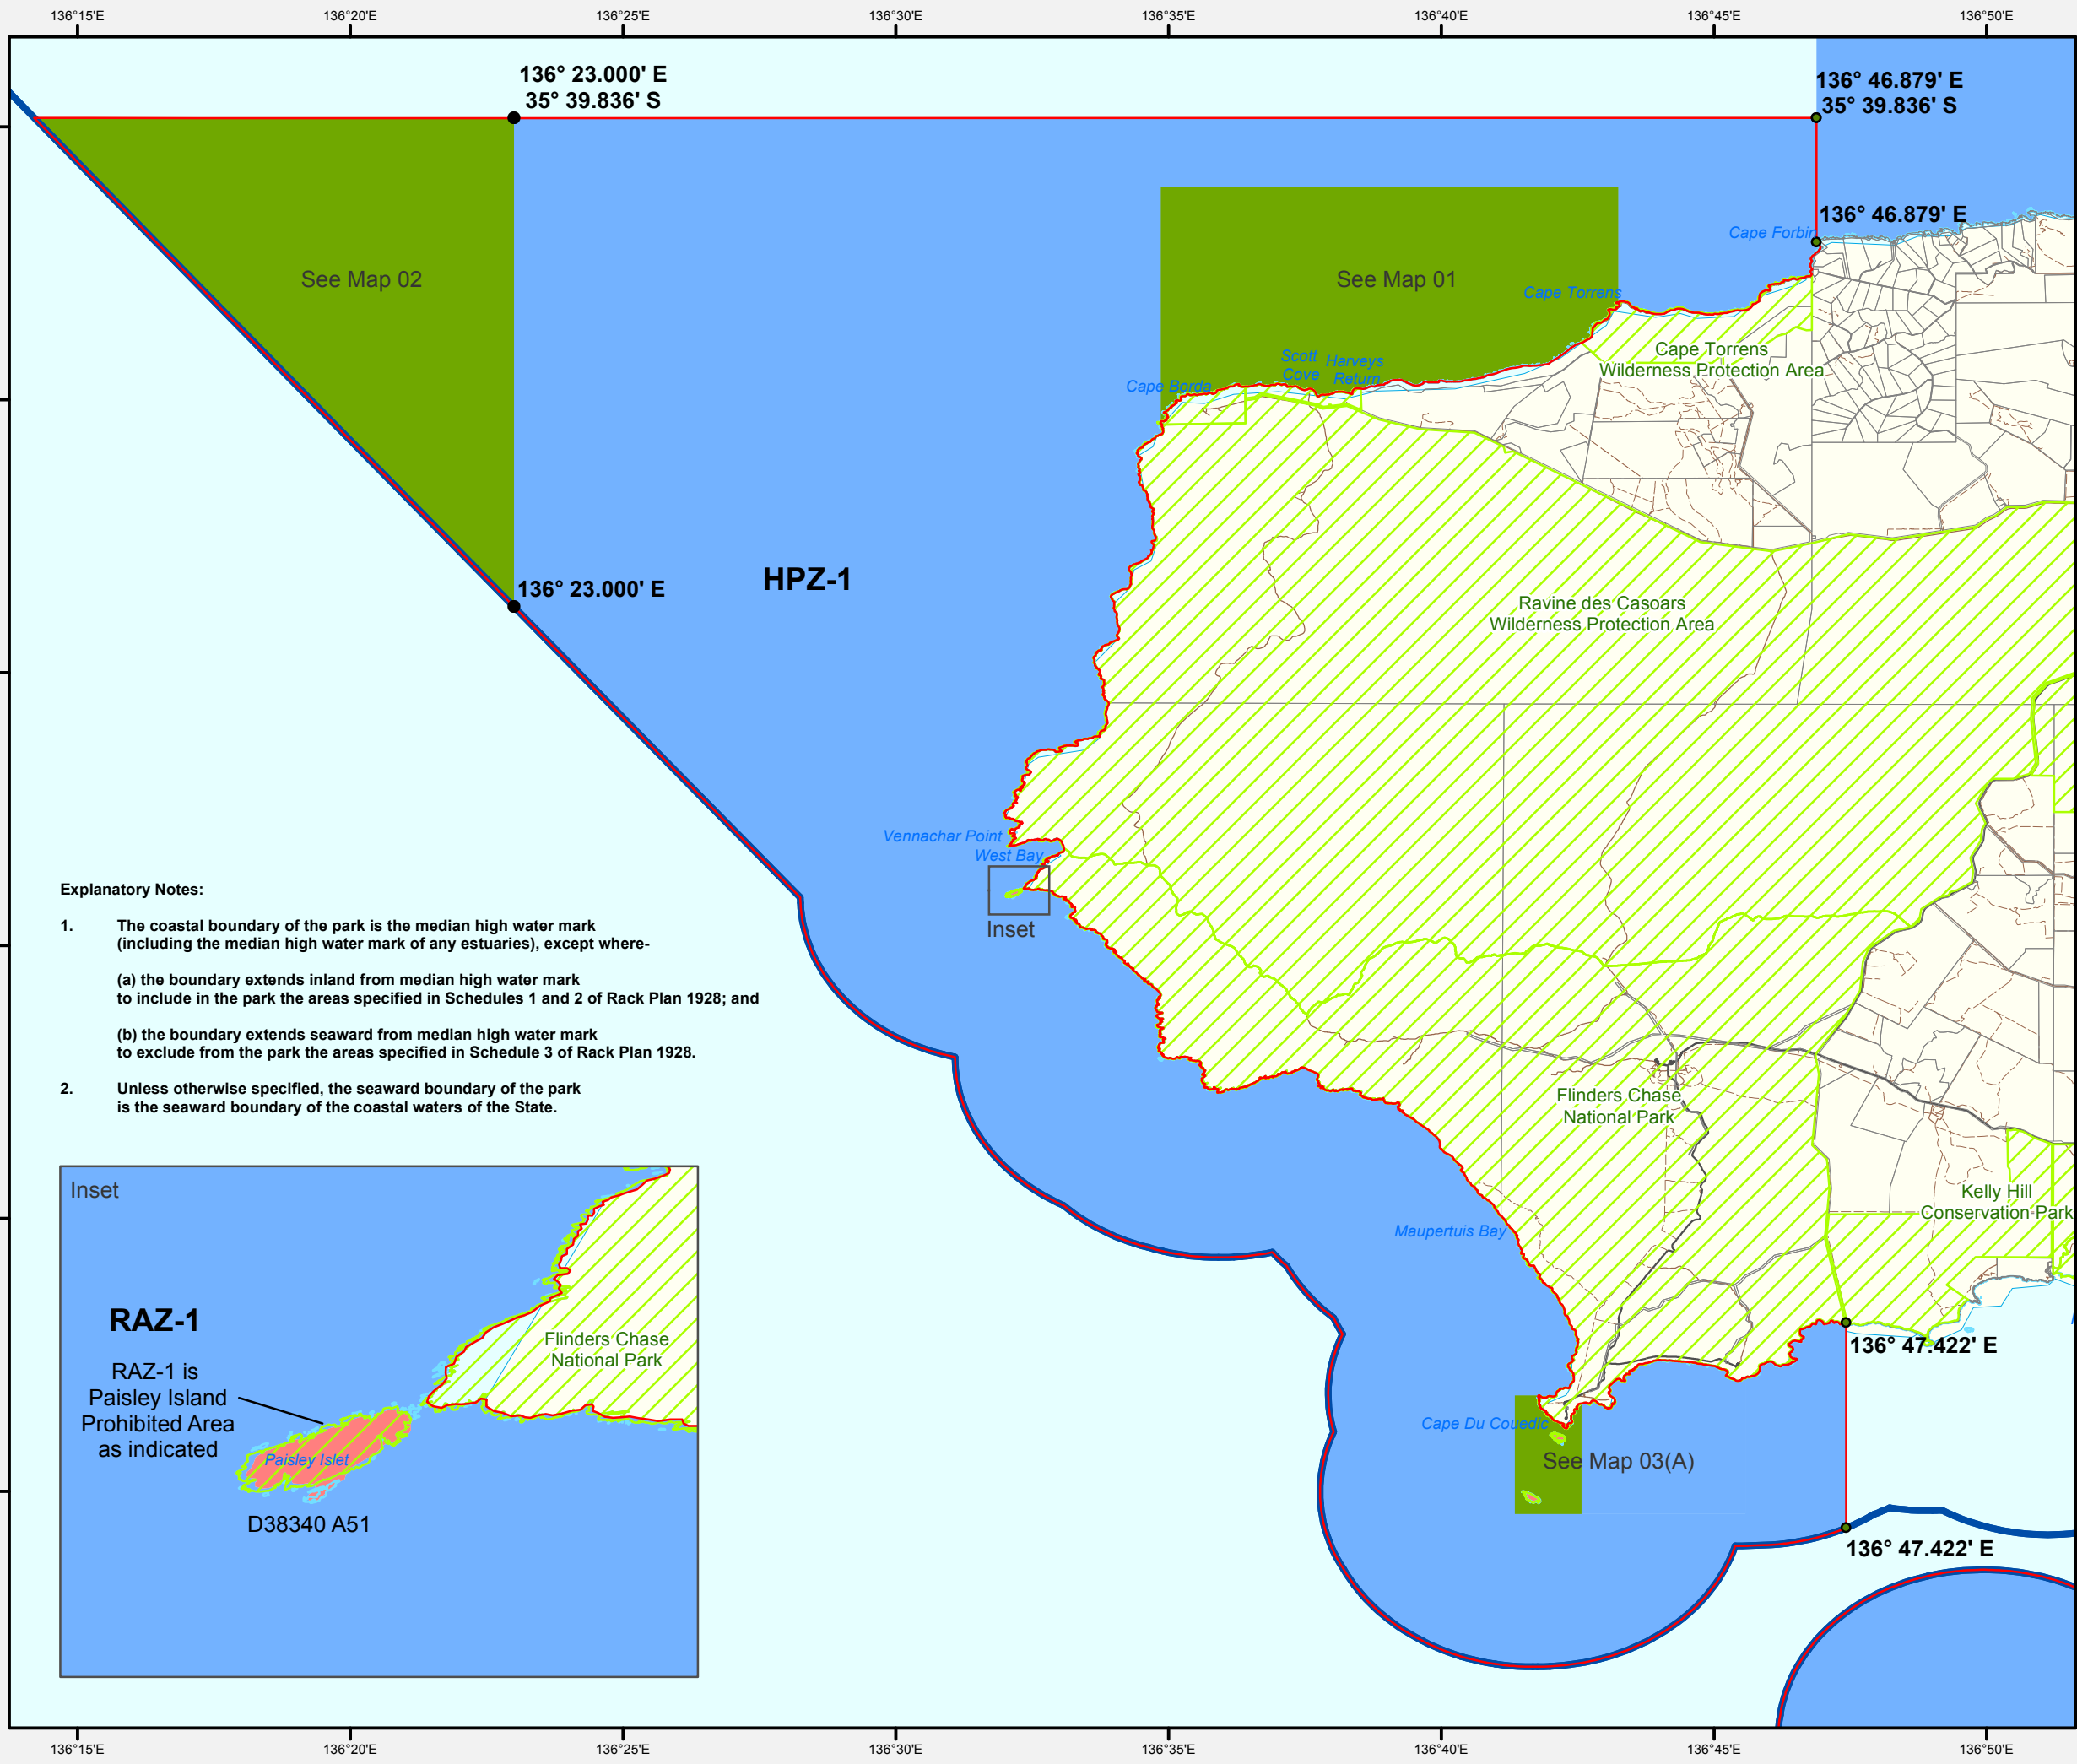 136°15'E 136°20'E 136°25'E 136°30'E 136°35'E 136°40'E 136°45'E 136°50'E
136° 23.000' E
35° 39.836' S
136° 46.879' E
35° 39.836' S
136° 46.879' E
Cape Forbin
See Map 02
See Map 01
Cape Torrens
Cape Torrens
Wilderness Protection Area
Scott
Cove
Harveys
Return
Cape Borda
HPZ-1
136° 23.000' E
Ravine des Casoars
Wilderness Protection Area
Vennachar Point
West Bay
Inset
Explanatory Notes:
1. The coastal boundary of the park is the median high water mark
(including the median high water mark of any estuaries), except where-
(a) the boundary extends inland from median high water mark
to include in the park the areas specified in Schedules 1 and 2 of Rack Plan 1928; and
(b) the boundary extends seaward from median high water mark
to exclude from the park the areas specified in Schedule 3 of Rack Plan 1928.
2. Unless otherwise specified, the seaward boundary of the park
is the seaward boundary of the coastal waters of the State.
Flinders Chase
National Park
Kelly Hill
Conservation Park
Maupertuis Bay
136° 47.422' E
Cape Du Couedic
See Map 03(A)
136° 47.422' E
Inset
RAZ-1
RAZ-1 is
Paisley Island
Prohibited Area
as indicated
Flinders Chase
National Park
Paisley Islet
D38340 A51
136°15'E 136°20'E 136°25'E 136°30'E 136°35'E 136°40'E 136°45'E 136°50'E